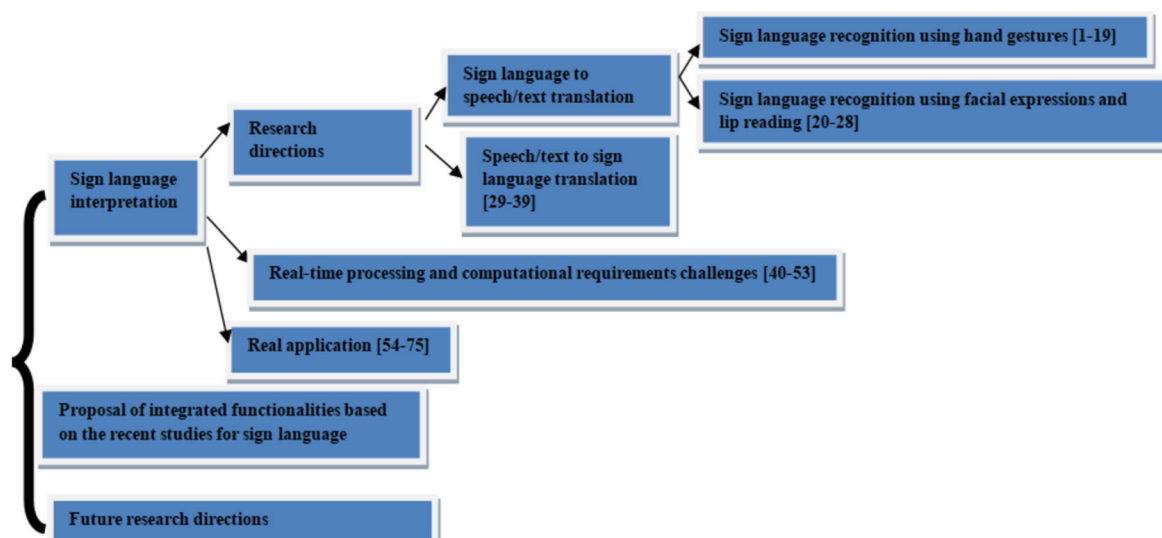 Sign language recognition using hand gestures [1-19]
Sign language to
speech/text translation
Sign language recognition using facial expressions and
lip reading [20-28]
Research
directions
Speech/text to sign
language translation
[29-39]
Sign language
interpretation
Real-time processing and computational requirements challenges [40-53]
Real application [54-75]
Proposal of integrated functionalities based
on the recent studies for sign language
Future research directions